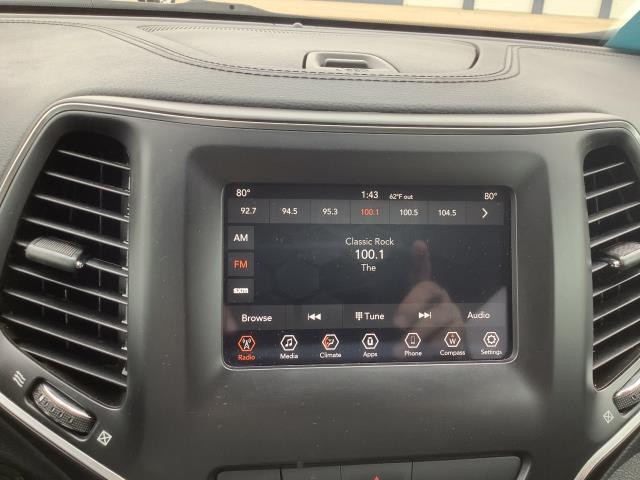 80° 1:43 62°F out 80°
92.7 94.5 95.3 100.1 100.5 104.5
AM
Classic Rock
100.1
FM
The
sxm
Browse Tune Audio
W
Radio Media Climate Apps Phone Compass Settings